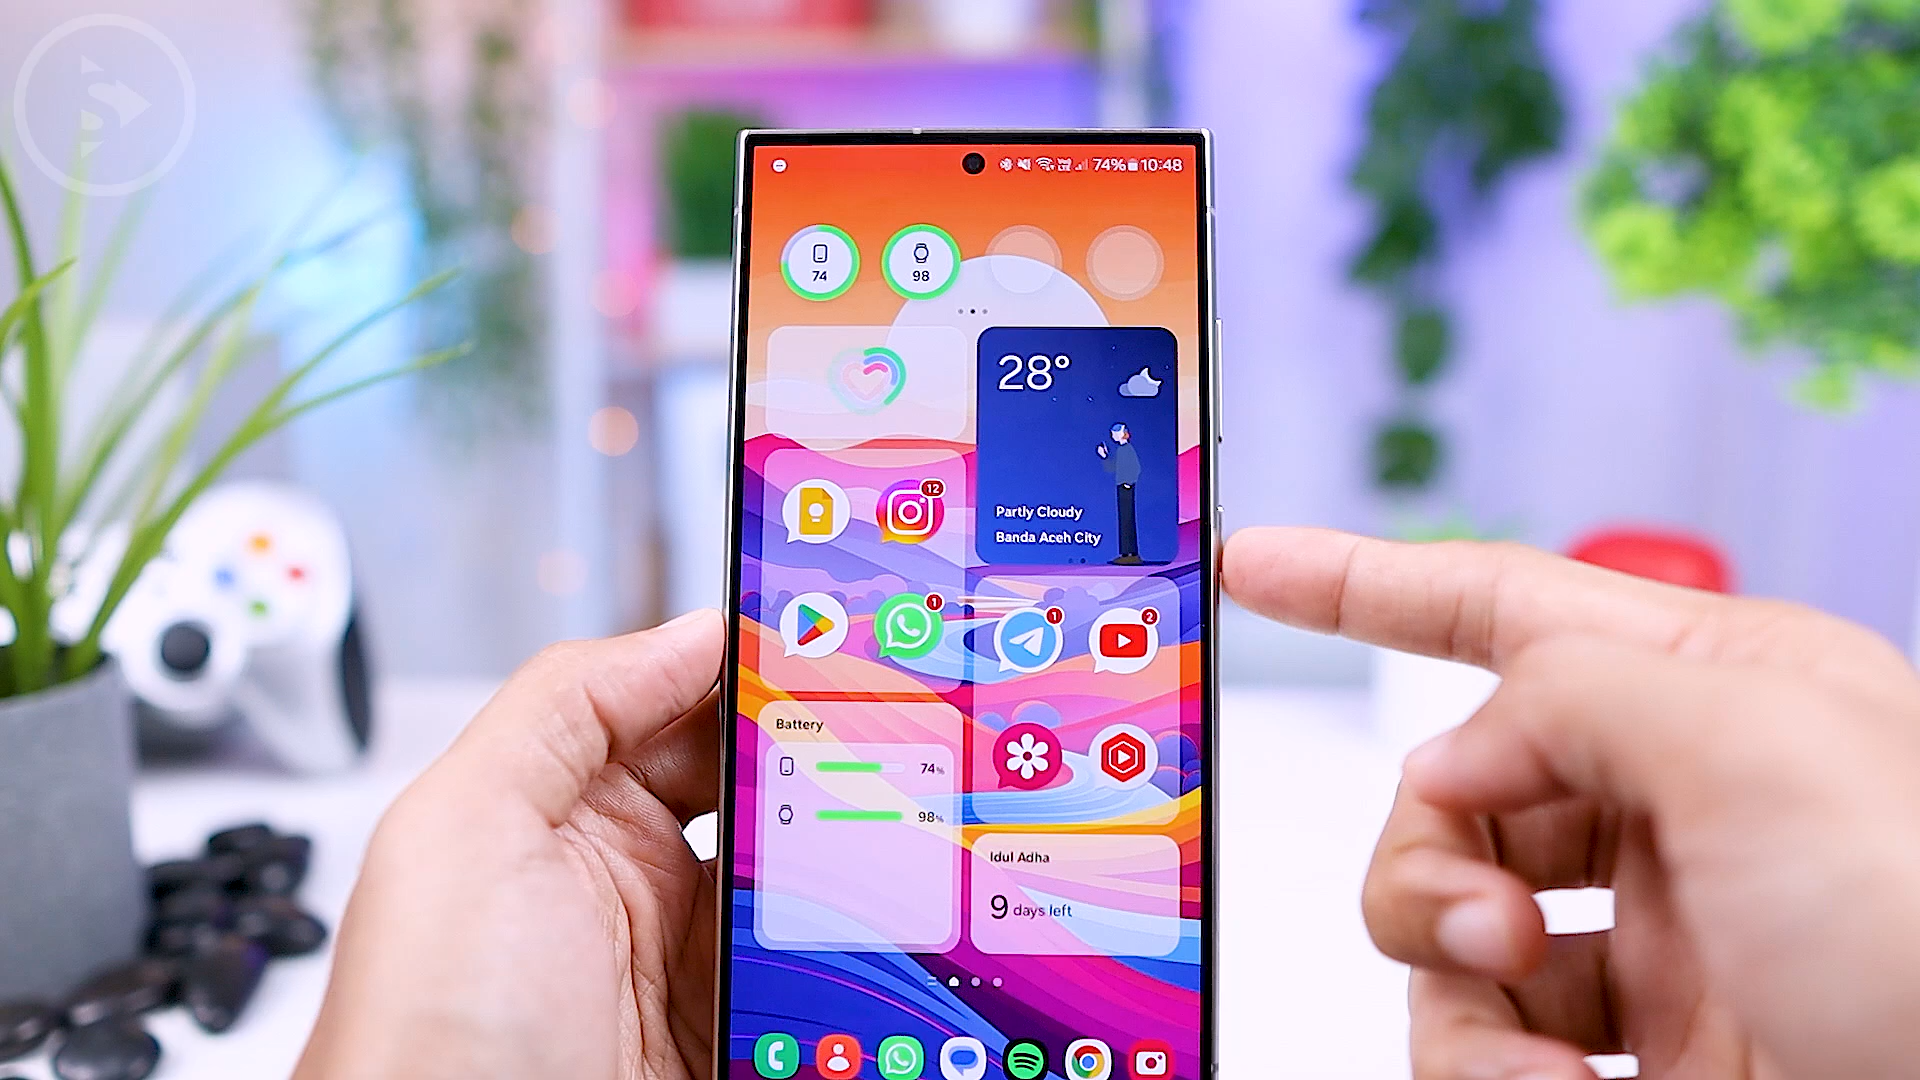 74% 10:48
74
98
28°
Partly Cloudy
Banda Aceh City
12
1
1
2
Battery
74%
98%
Idul Adha
9 days left